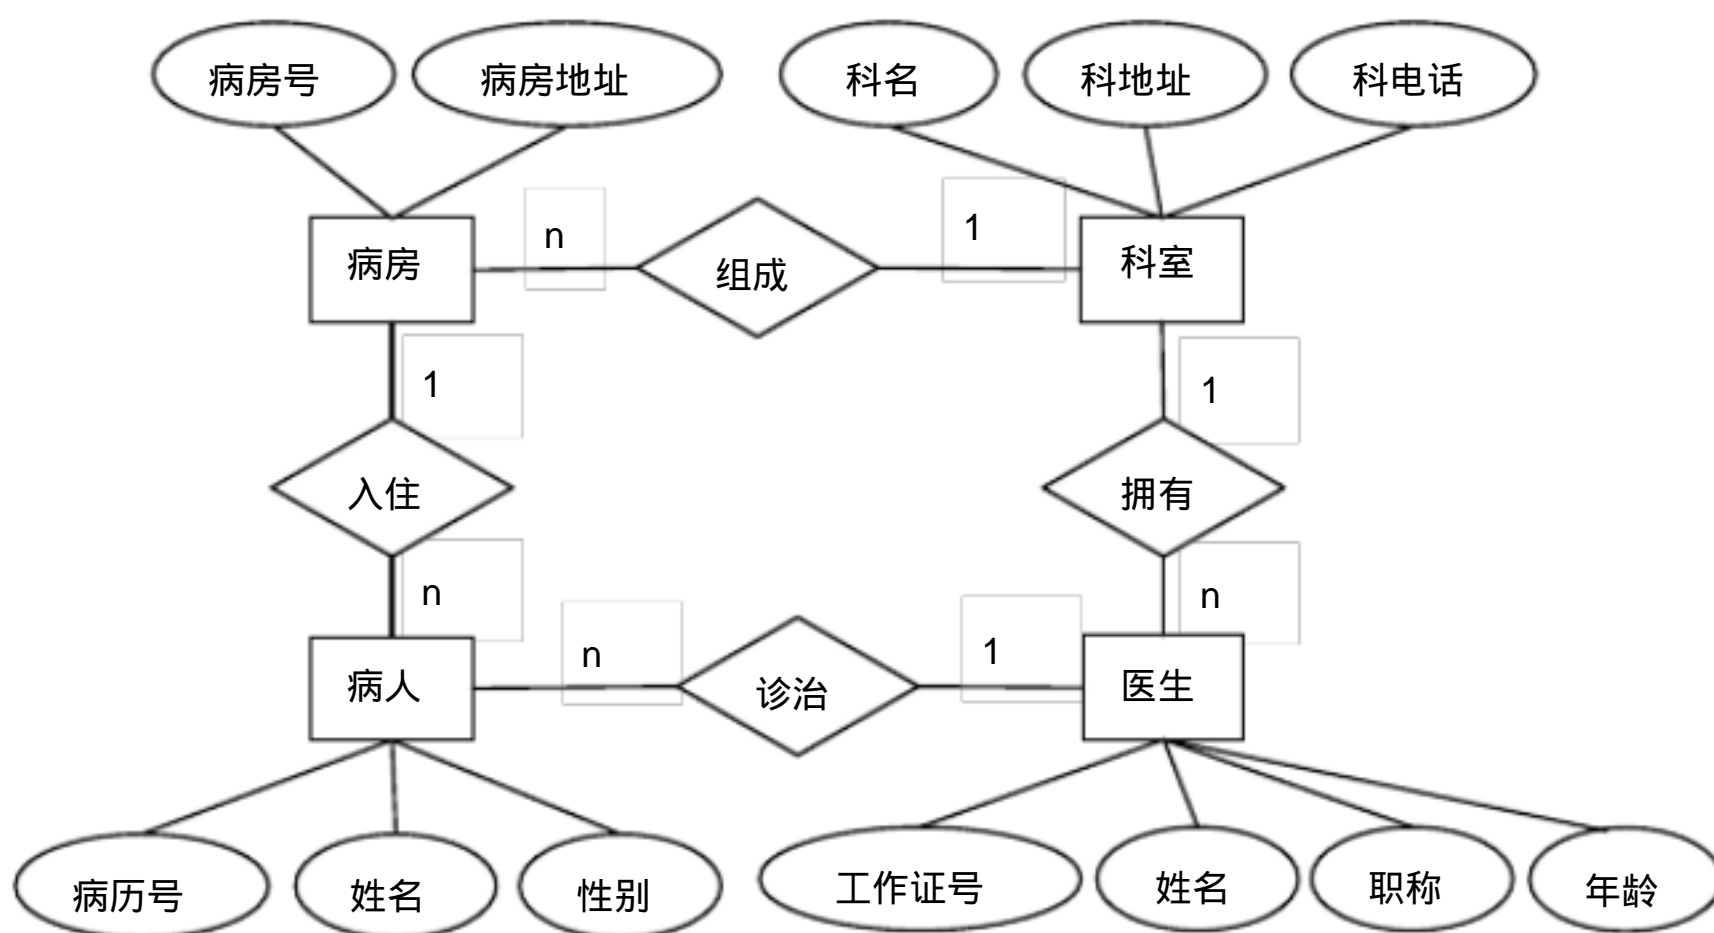 病房号 病房地址 科名 科地址 科电话
n 1
病房 组成 科室
1 1
入住 拥有
n n
n 1
病人 诊治 医生
病历号 姓名 性别 工作证号 姓名 职称 年龄